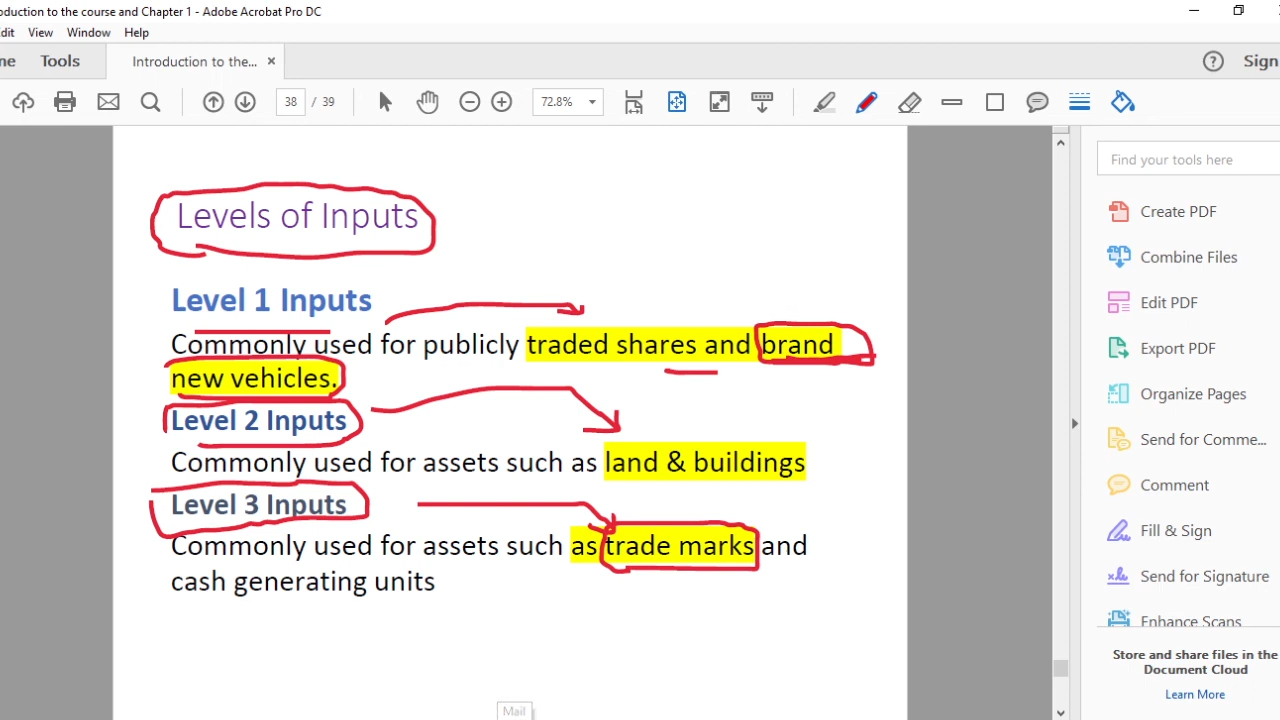 oduction to the course and Chapter 1 - Adobe Acrobat Pro DC
dit View Window Help
ne Tools Introduction to the... × ? Sign
38 / 39 72.8%
Levels of Inputs
Level 1 Inputs
Commonly used for publicly traded shares and brand
new vehicles.
Level 2 Inputs
Commonly used for assets such as land & buildings
Level 3 Inputs
Commonly used for assets such as trade marks and
cash generating units
Mail
Find your tools here
Create PDF
Combine Files
Edit PDF
Export PDF
Organize Pages
Send for Comme...
Comment
Fill & Sign
Send for Signature
Enhance Scans
Store and share files in the
Document Cloud
Learn More